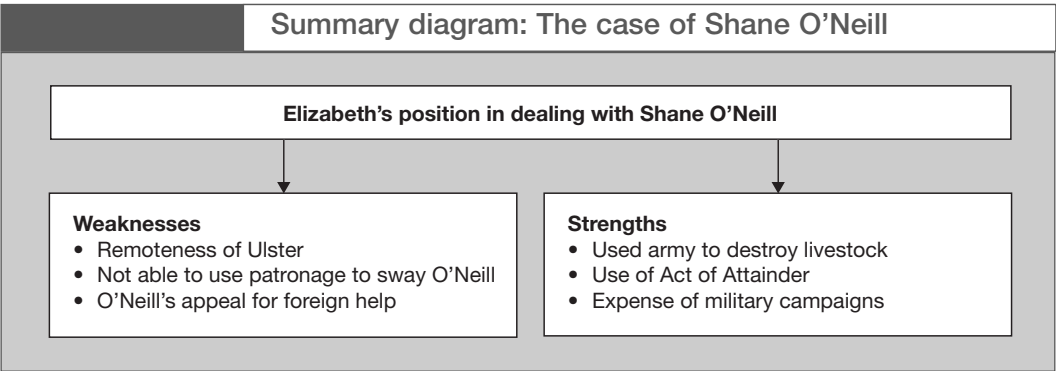 Summary diagram: The case of Shane O’Neill
Elizabeth’s position in dealing with Shane O’Neill
Weaknesses
• Remoteness of Ulster
• Not able to use patronage to sway O’Neill
• O’Neill’s appeal for foreign help
Strengths
• Used army to destroy livestock
• Use of Act of Attainder
• Expense of military campaigns